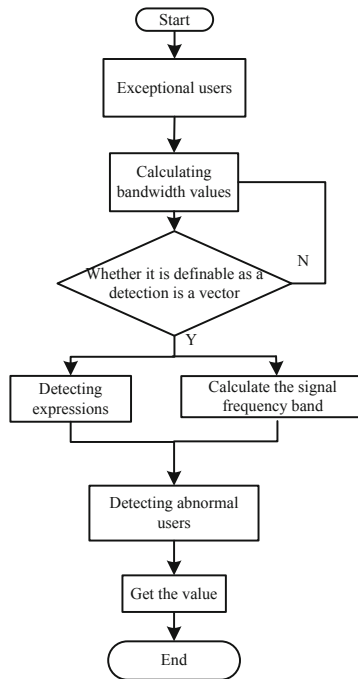 Start
Exceptional users
Calculating
bandwidth values
Whether it is definable as a
detection is a vector
N
Y
Detecting
expressions
Calculate the signal
frequency band
Detecting abnormal
users
Get the value
End